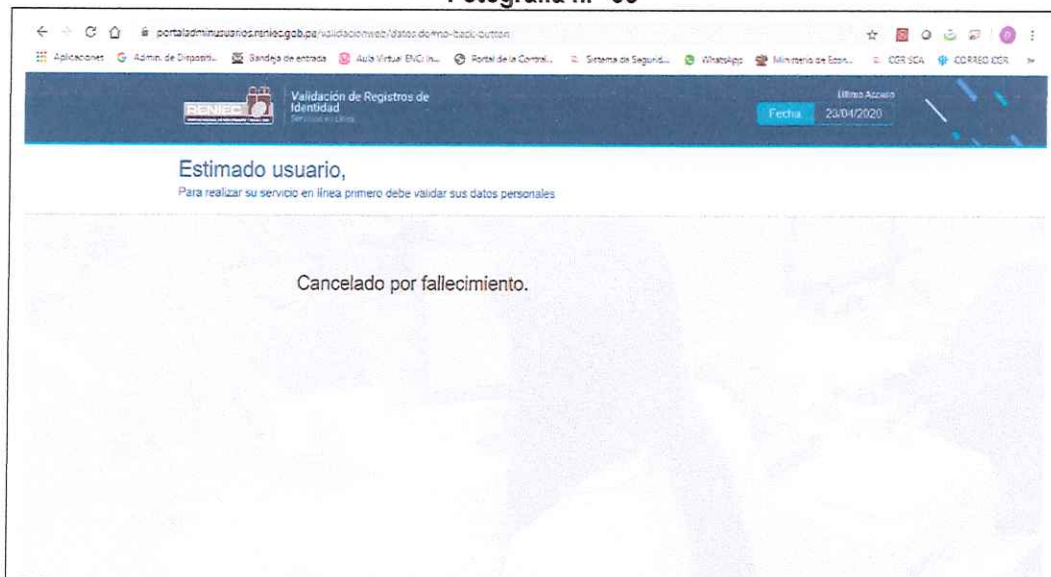 portaladminusuarios.reniec.gob.pe/validacionweb/datos.do#no-back-button
Aplicaciones Admin. de Dispositi... Bandeja de entrada Aula Virtual ENC: In... Portal de la Contral... Sistema de Segurid... WhatsApp Ministerio de Econ... CGR SCA CORREO CGR »
RENIEC
Validación de Registros de
Identidad
Servicios en Línea
Último Acceso
Fecha 23/04/2020
Estimado usuario,
Para realizar su servicio en línea primero debe validar sus datos personales
Cancelado por fallecimiento.